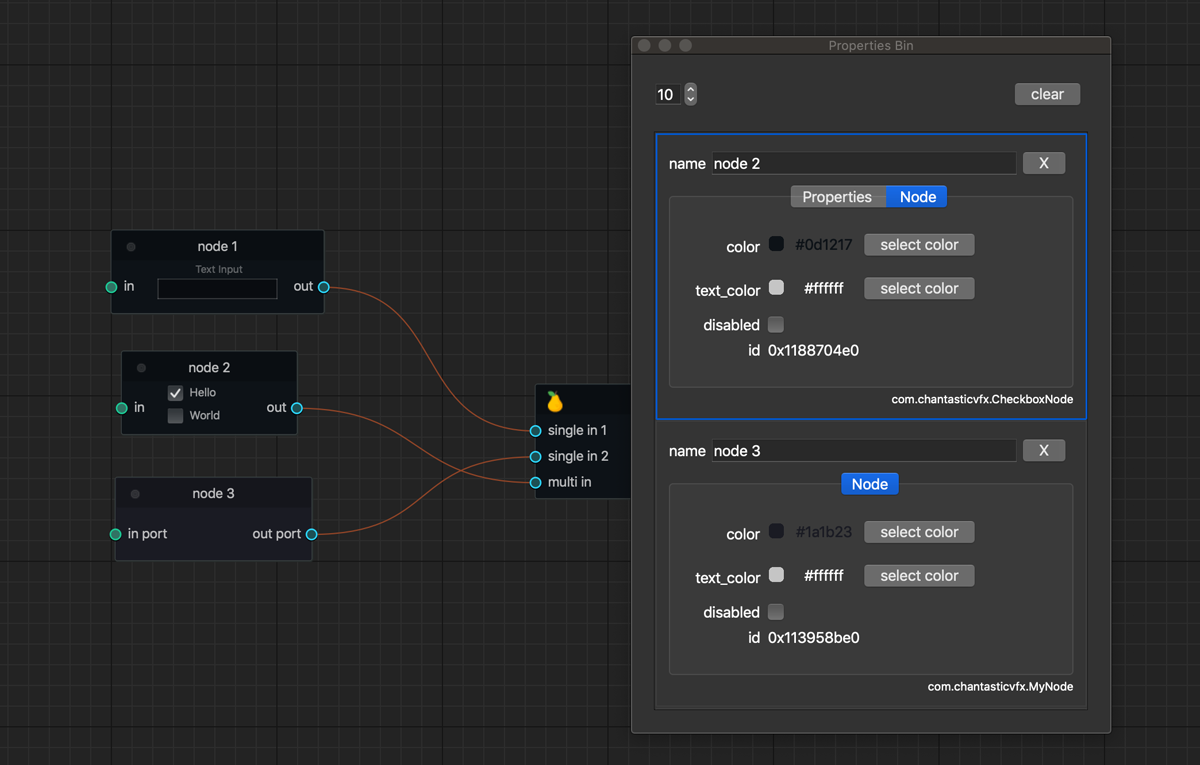 node 1
Text Input
in
out
node 2
Hello
in
out
World
node 3
in port
out port
single in 1
single in 2
multi in
Properties Bin
10
clear
name node 2 X
Properties Node
color #0d1217 select color
text_color #ffffff select color
disabled
id 0x1188704e0
com.chantasticvfx.CheckboxNode
name node 3 X
Node
color #1a1b23 select color
text_color #ffffff select color
disabled
id 0x113958be0
com.chantasticvfx.MyNode